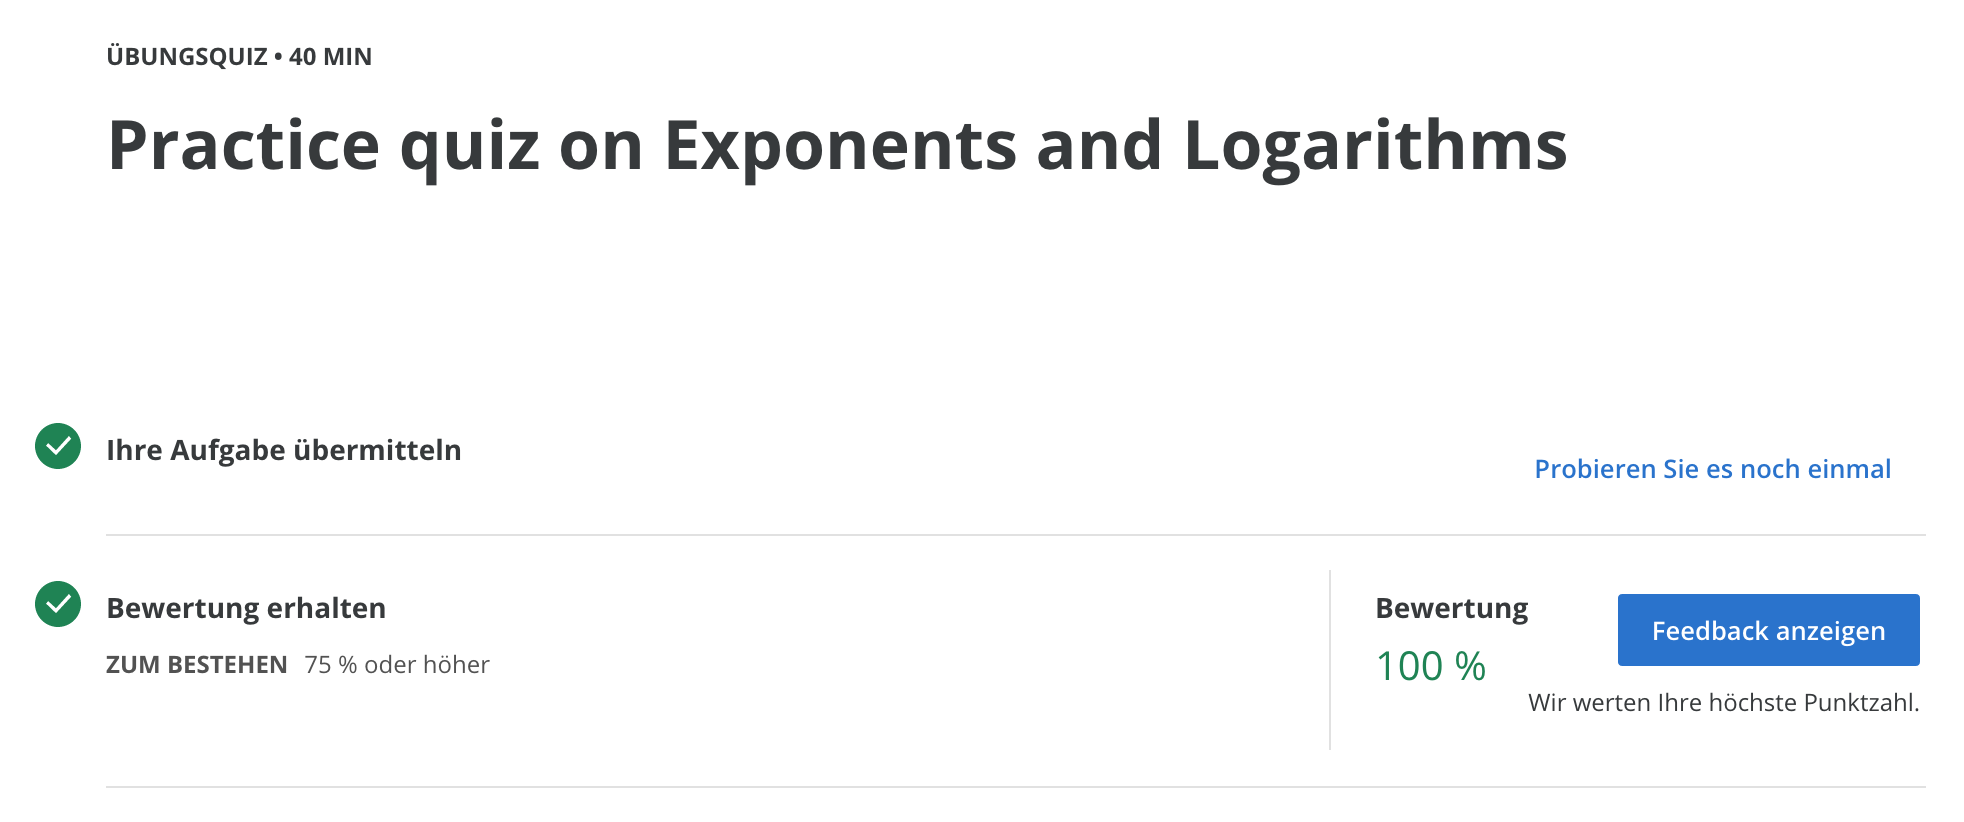 ÜBUNGSQUIZ • 40 MIN
Practice quiz on Exponents and Logarithms
Ihre Aufgabe übermitteln
Probieren Sie es noch einmal
Bewertung erhalten
ZUM BESTEHEN 75 % oder höher
Bewertung
100 %
Feedback anzeigen
Wir werten Ihre höchste Punktzahl.